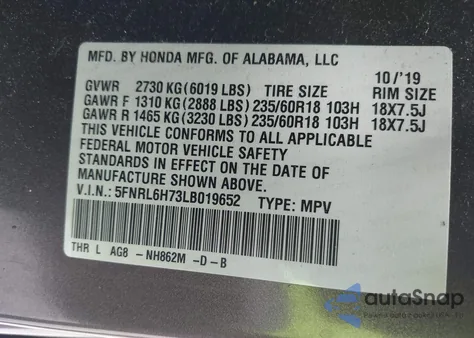 MFD. BY HONDA MFG. OF ALABAMA, LLC
10/'19
GVWR 2730 KG (6019 LBS) TIRE SIZE RIM SIZE
GAWR F 1310 KG (2888 LBS) 235/60R18 103H 18X7.5J
GAWR R 1465 KG (3230 LBS) 235/60R18 103H 18X7.5J
THIS VEHICLE CONFORMS TO ALL APPLICABLE
FEDERAL MOTOR VEHICLE SAFETY
STANDARDS IN EFFECT ON THE DATE OF
MANUFACTURE SHOWN ABOVE.
V.I.N.: 5FNRL6H73LB019652 TYPE: MPV
THR L AG8 -NH862M -D-B
autoSnap